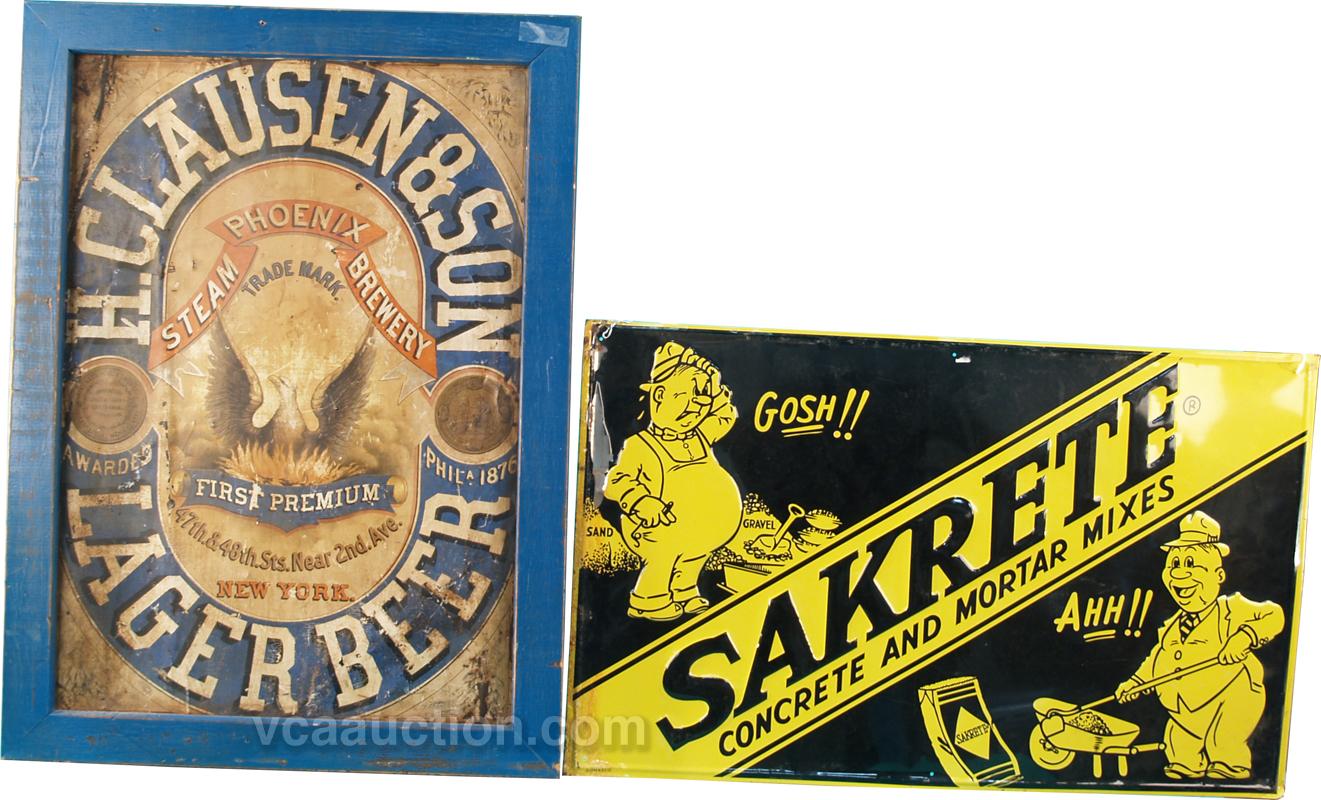 H. CLAUSEN & SON
STEAM PHOENIX BREWERY
TRADE MARK.
AWARDED
PHILA 1876
FIRST PREMIUM
47th. & 48th. Sts. Near 2nd. Ave.
NEW YORK.
LAGER BEER
GOSH!!
SAND
GRAVEL
SAKRETE ®
CONCRETE AND MORTAR MIXES
AHH!!
SAKRETE
vcaauction.com